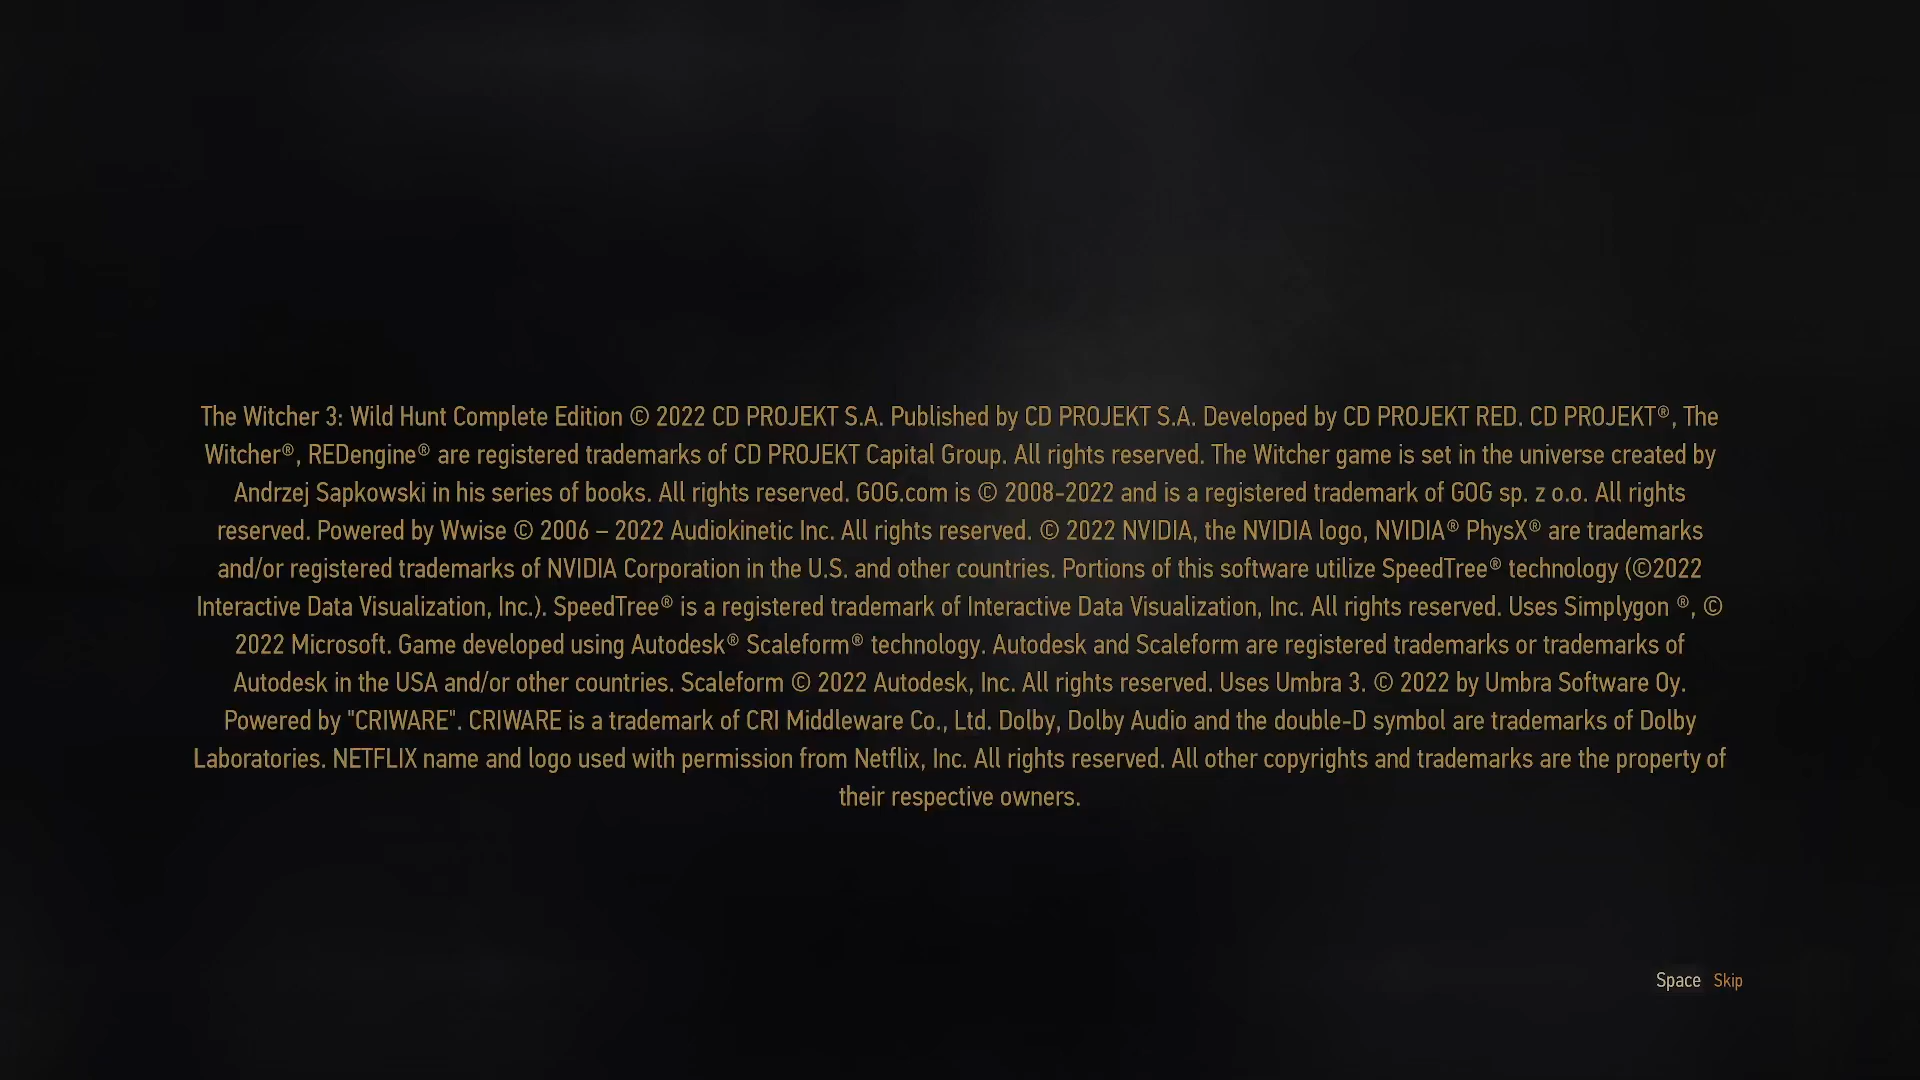 The Witcher 3: Wild Hunt Complete Edition © 2022 CD PROJEKT S.A. Published by CD PROJEKT S.A. Developed by CD PROJEKT RED. CD PROJEKT®, The
Witcher®, REDengine® are registered trademarks of CD PROJEKT Capital Group. All rights reserved. The Witcher game is set in the universe created by
Andrzej Sapkowski in his series of books. All rights reserved. GOG.com is © 2008-2022 and is a registered trademark of GOG sp. z o.o. All rights
reserved. Powered by Wwise © 2006 – 2022 Audiokinetic Inc. All rights reserved. © 2022 NVIDIA, the NVIDIA logo, NVIDIA® PhysX® are trademarks
and/or registered trademarks of NVIDIA Corporation in the U.S. and other countries. Portions of this software utilize SpeedTree® technology (©2022
Interactive Data Visualization, Inc.). SpeedTree® is a registered trademark of Interactive Data Visualization, Inc. All rights reserved. Uses Simplygon ®, ©
2022 Microsoft. Game developed using Autodesk® Scaleform® technology. Autodesk and Scaleform are registered trademarks or trademarks of
Autodesk in the USA and/or other countries. Scaleform © 2022 Autodesk, Inc. All rights reserved. Uses Umbra 3. © 2022 by Umbra Software Oy.
Powered by "CRIWARE". CRIWARE is a trademark of CRI Middleware Co., Ltd. Dolby, Dolby Audio and the double-D symbol are trademarks of Dolby
Laboratories. NETFLIX name and logo used with permission from Netflix, Inc. All rights reserved. All other copyrights and trademarks are the property of
their respective owners.
Space Skip